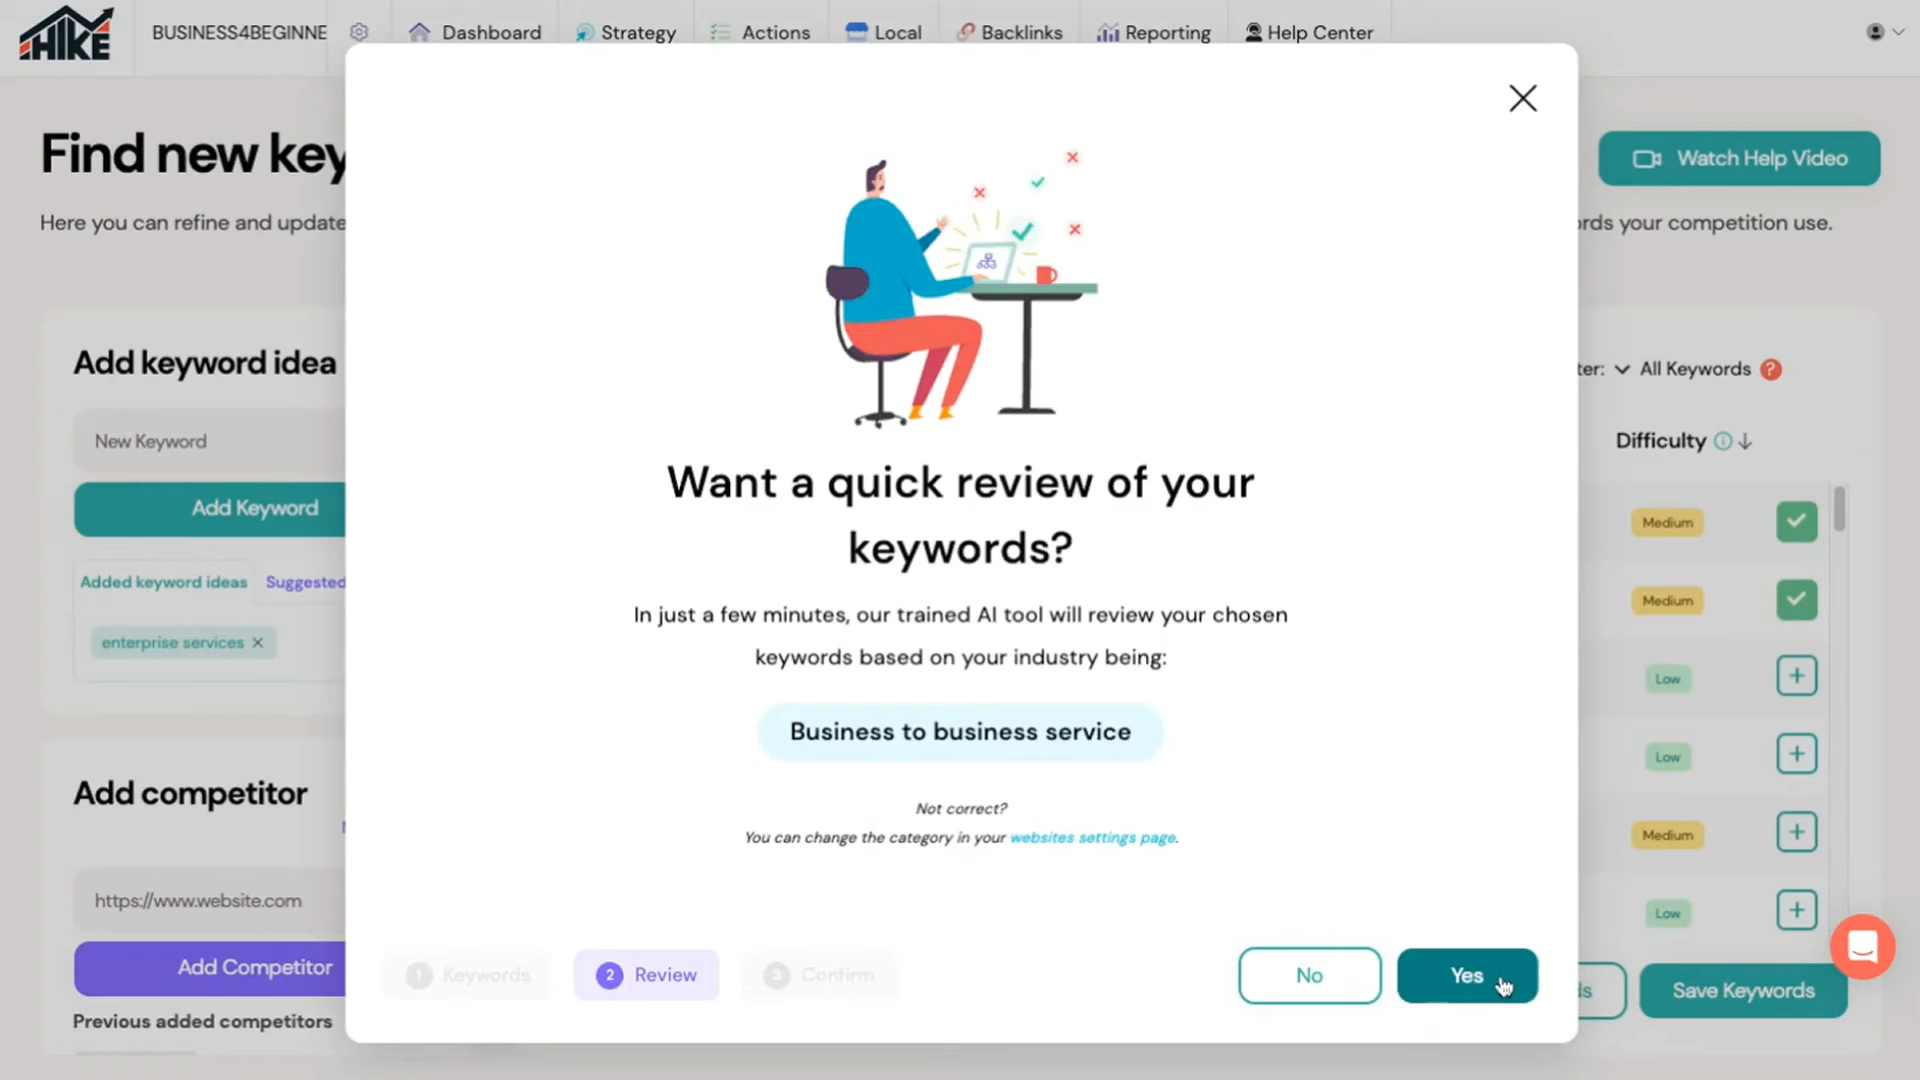 HIKE
BUSINESS4BEGINNE
Dashboard
Strategy
Actions
Local
Backlinks
Reporting
Help Center
Find new key
Watch Help Video
Here you can refine and update
rds your competition use.
Add keyword idea
New Keyword
Add Keyword
Added keyword ideas
Suggested
enterprise services ×
Add competitor
https://www.website.com
Add Competitor
Previous added competitors
Want a quick review of your
keywords?
In just a few minutes, our trained AI tool will review your chosen
keywords based on your industry being:
Business to business service
Not correct?
You can change the category in your websites settings page.
1 Keywords
2 Review
3 Confirm
No
Yes
ter: All Keywords ?
Difficulty
Medium
Medium
Low
Low
Medium
Low
ds
Save Keywords